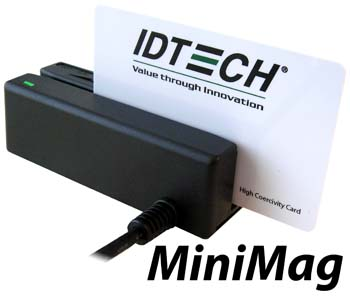 IDTECH®
Value through Innovation
High Coercivity Card
MiniMag